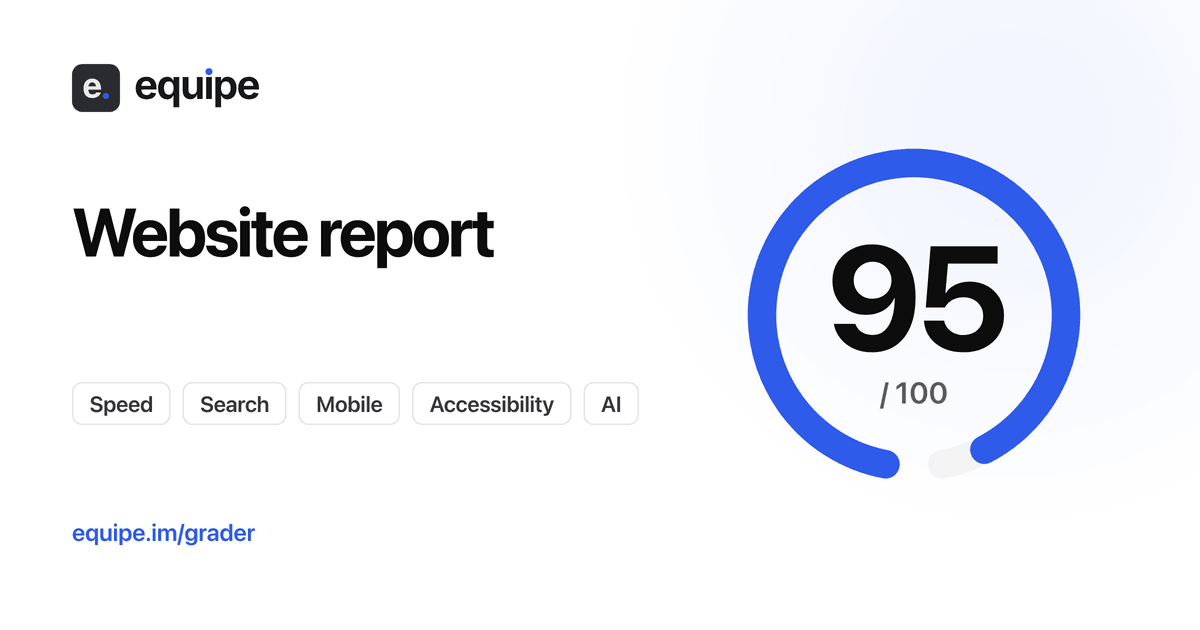 e. equipe
Website report
95
/ 100
Speed Search Mobile Accessibility AI
equipe.im/grader